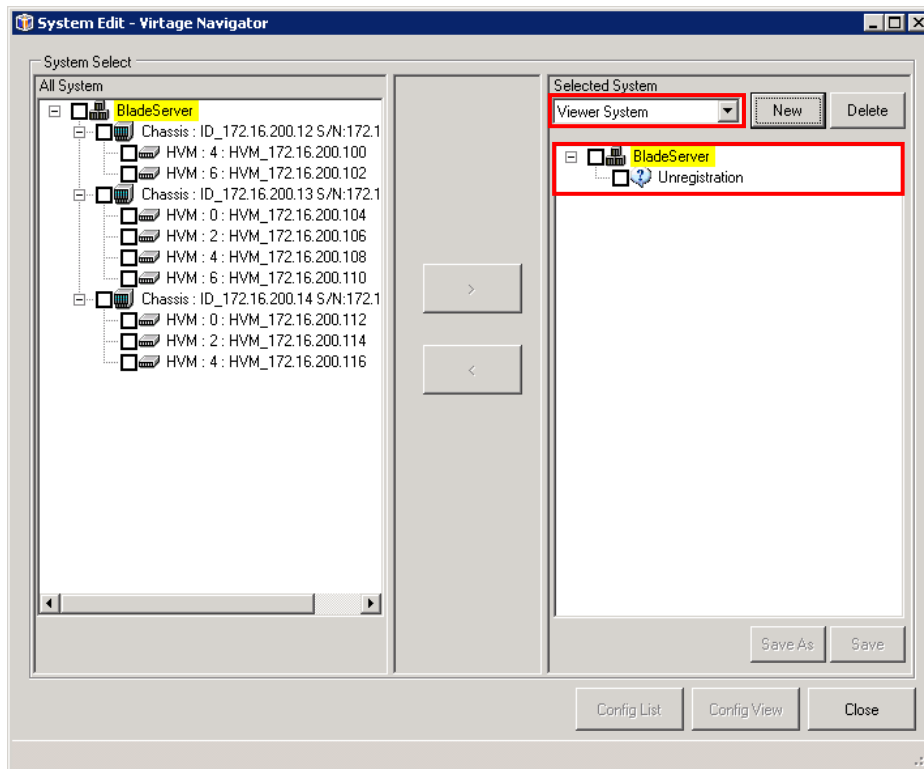 System Edit - Virtage Navigator
System Select
All System
BladeServer
Chassis : ID_172.16.200.12 S/N:172.1
HVM : 4 : HVM_172.16.200.100
HVM : 6 : HVM_172.16.200.102
Chassis : ID_172.16.200.13 S/N:172.1
HVM : 0 : HVM_172.16.200.104
HVM : 2 : HVM_172.16.200.106
HVM : 4 : HVM_172.16.200.108
HVM : 6 : HVM_172.16.200.110
Chassis : ID_172.16.200.14 S/N:172.1
HVM : 0 : HVM_172.16.200.112
HVM : 2 : HVM_172.16.200.114
HVM : 4 : HVM_172.16.200.116
>
<
Selected System
Viewer System
New
Delete
BladeServer
Unregistration
Save As
Save
Config List
Config View
Close